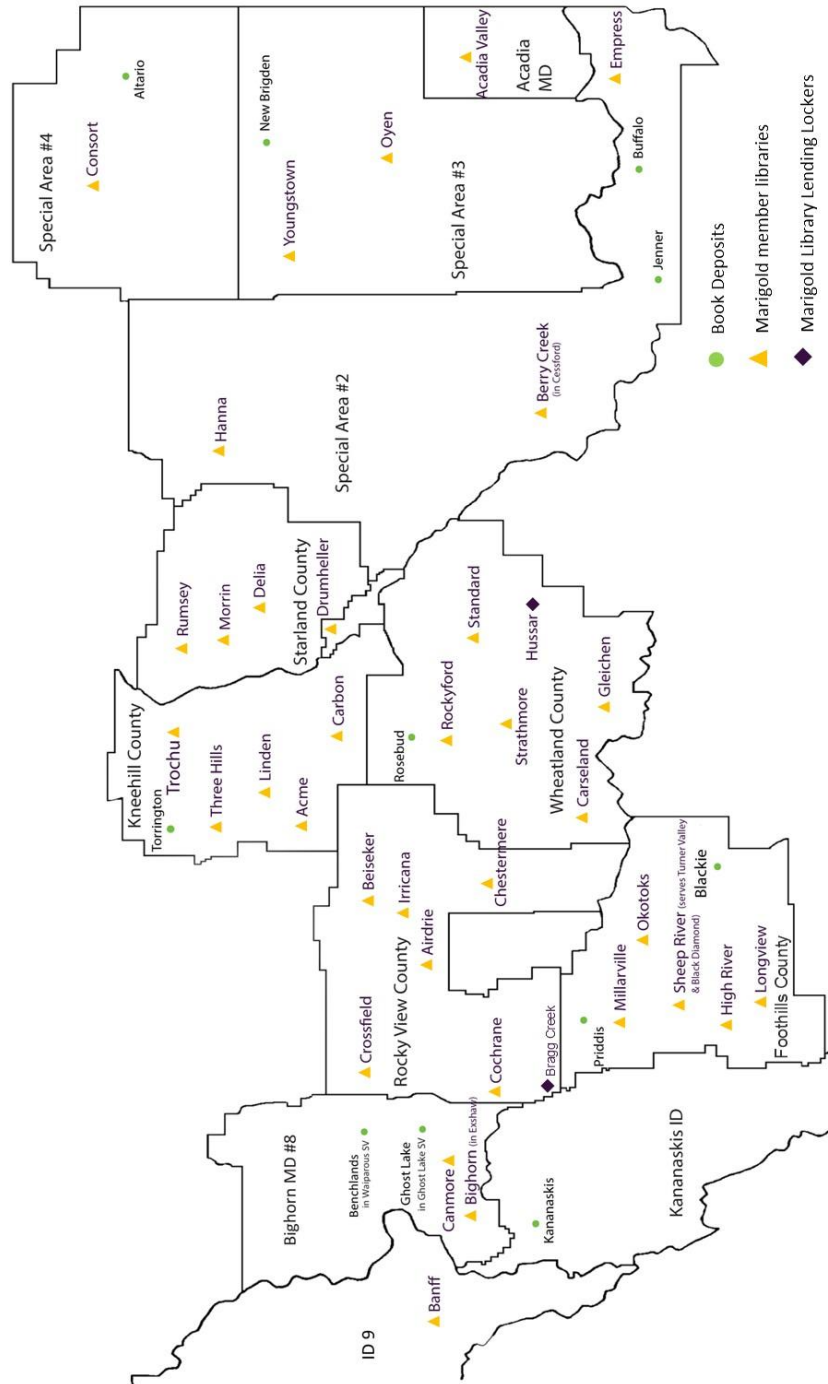 ID 9
Banff
Bighorn MD #8
Benchlands
in Waiparous SV
Ghost Lake
in Ghost Lake SV
Canmore
Bighorn (in Exshaw)
Kananaskis
Kananaskis ID
Crossfield
Beiseker
Irricana
Airdrie
Rocky View County
Cochrane
Chestermere
Bragg Creek
Priddis
Millarville
Okotoks
Sheep River (serves Turner Valley
& Black Diamond)
Blackie
High River
Longview
Foothills County
Kneehill County
Torrington
Trochu
Three Hills
Linden
Acme
Carbon
Rumsey
Morrin
Delia
Starland County
Drumheller
Rosebud
Rockyford
Standard
Strathmore
Hussar
Wheatland County
Carseland
Gleichen
Hanna
Special Area #2
Berry Creek
(in Cessford)
Special Area #4
Consort
Altario
New Brigden
Youngstown
Oyen
Special Area #3
Acadia Valley
Acadia
MD
Empress
Buffalo
Jenner
Book Deposits
Marigold member libraries
Marigold Library Lending Lockers